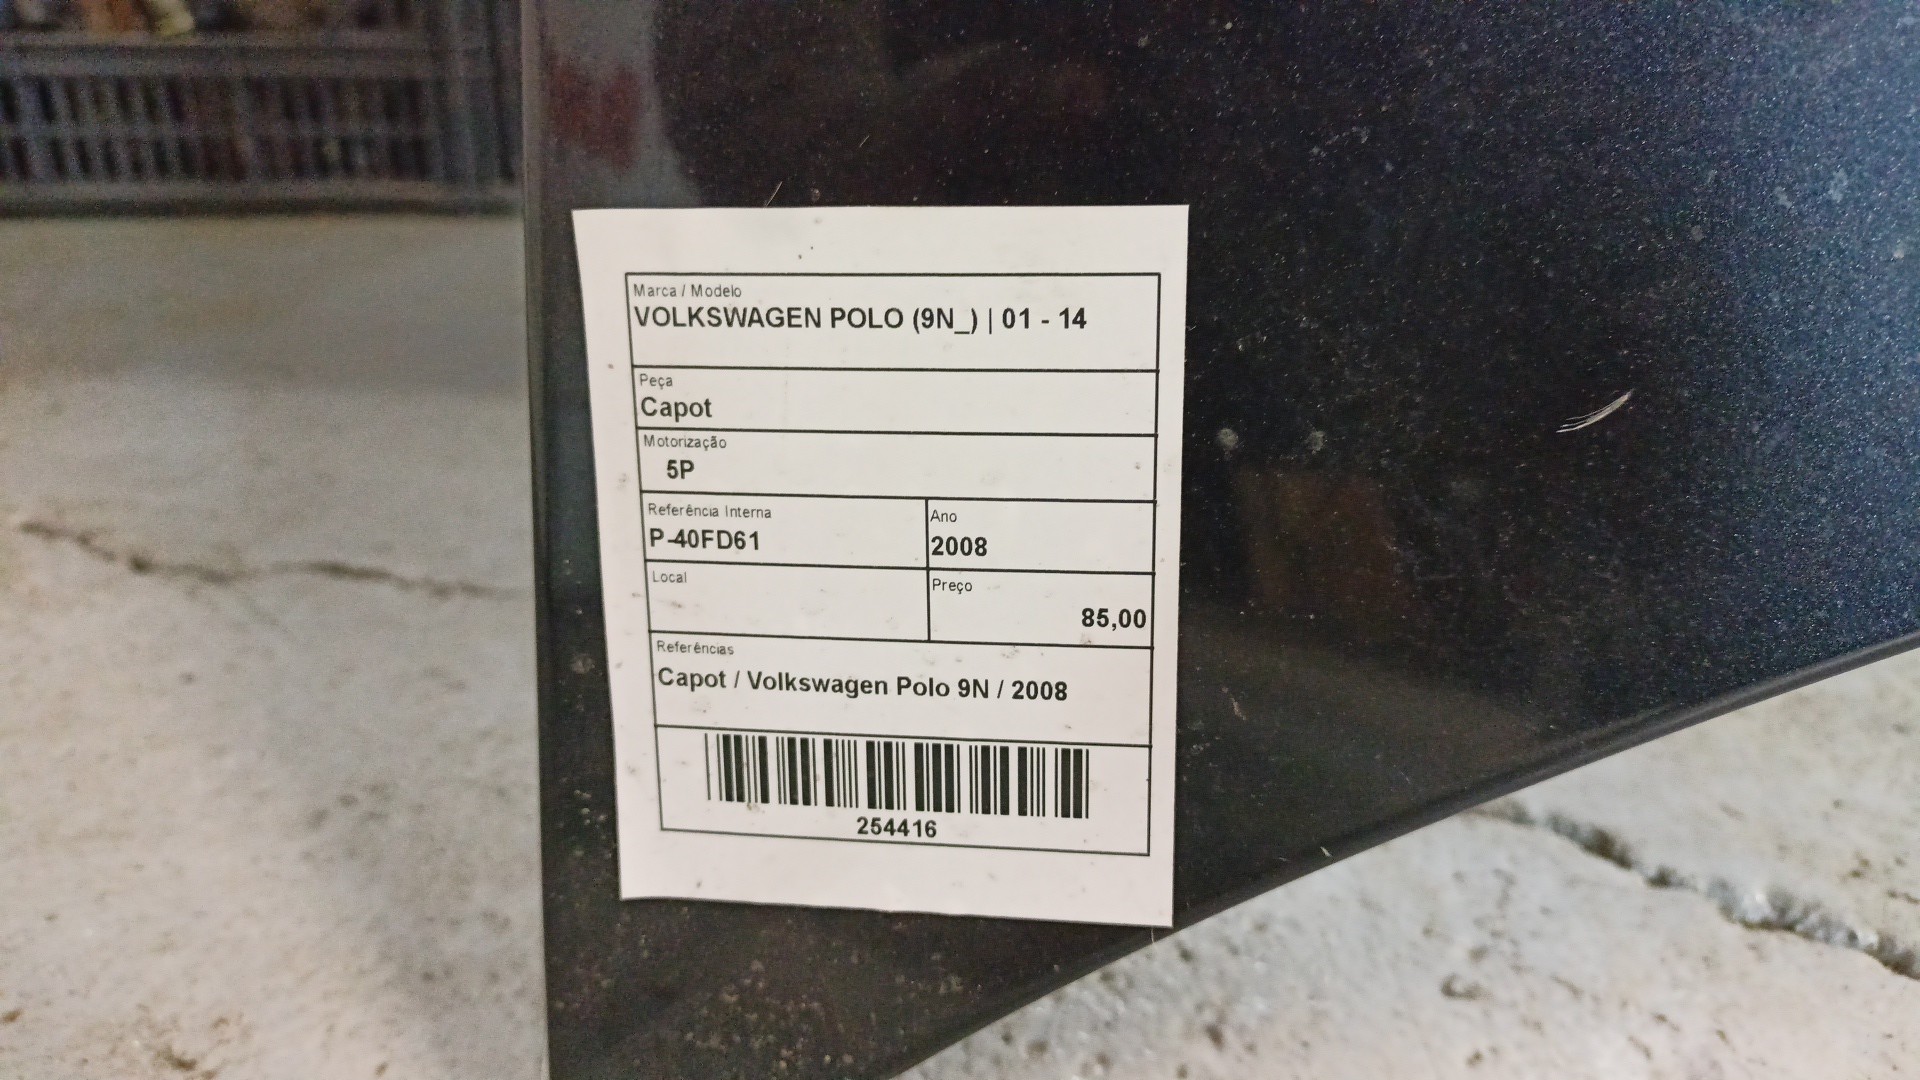 Marca / Modelo
VOLKSWAGEN POLO (9N_) | 01 - 14
Peça
Capot
Motorização
5P
Referência Interna
P-40FD61
Ano
2008
Local
Preço
85,00
Referências
Capot / Volkswagen Polo 9N / 2008
254416